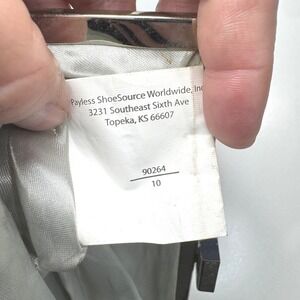 Payless ShoeSource Worldwide, Inc
3231 Southeast Sixth Ave
Topeka, KS 66607
90264
10